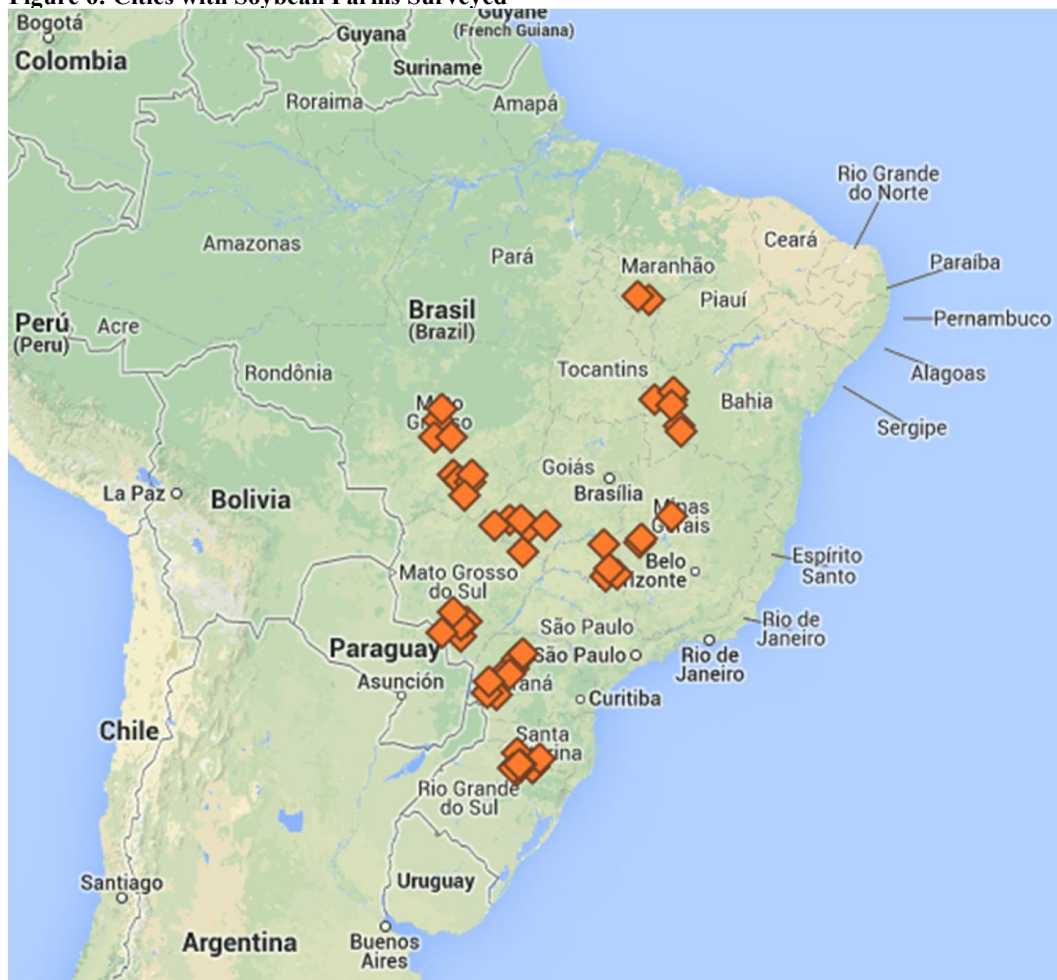 Figure 6: Cities with Soybean Farms Surveyed
Bogotá
Colombia
Guyana
Guyane
(French Guiana)
Suriname
Roraima
Amapá
Rio Grande
do Norte
Amazonas
Pará
Ceará
Maranhão
Paraíba
Piauí
Brasil
(Brazil)
Perú
(Peru)
Acre
Pernambuco
Rondônia
Tocantins
Alagoas
Bahia
Sergipe
Goiás
Brasília
La Paz
Bolivia
Minas
Gerais
Espírito
Santo
Belo
Mato Grosso
do Sul
São Paulo
Rio de
Janeiro
Paraguay
São Paulo
Rio de
Janeiro
Asunción
Curitiba
Chile
Santa
Rio Grande
do Sul
Santiago
Uruguay
Buenos
Aires
Argentina